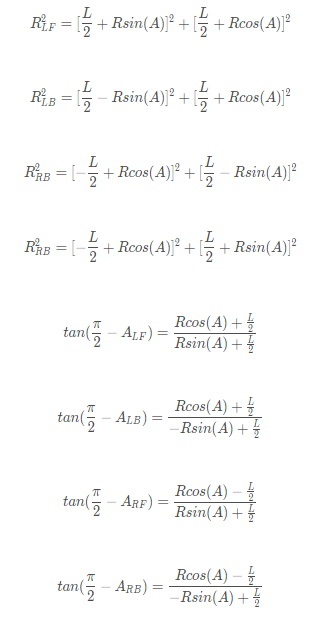 $R_{LF}^2 = [\frac{L}{2} + Rsin(A)]^2 + [\frac{L}{2} + Rcos(A)]^2$
$R_{LB}^2 = [\frac{L}{2} - Rsin(A)]^2 + [\frac{L}{2} + Rcos(A)]^2$
$R_{RB}^2 = [-\frac{L}{2} + Rcos(A)]^2 + [\frac{L}{2} - Rsin(A)]^2$
$R_{RB}^2 = [-\frac{L}{2} + Rcos(A)]^2 + [\frac{L}{2} + Rsin(A)]^2$
$tan(\frac{\pi}{2} - A_{LF}) = \frac{Rcos(A) + \frac{L}{2}}{Rsin(A) + \frac{L}{2}}$
$tan(\frac{\pi}{2} - A_{LB}) = \frac{Rcos(A) + \frac{L}{2}}{-Rsin(A) + \frac{L}{2}}$
$tan(\frac{\pi}{2} - A_{RF}) = \frac{Rcos(A) - \frac{L}{2}}{Rsin(A) + \frac{L}{2}}$
$tan(\frac{\pi}{2} - A_{RB}) = \frac{Rcos(A) - \frac{L}{2}}{-Rsin(A) + \frac{L}{2}}$